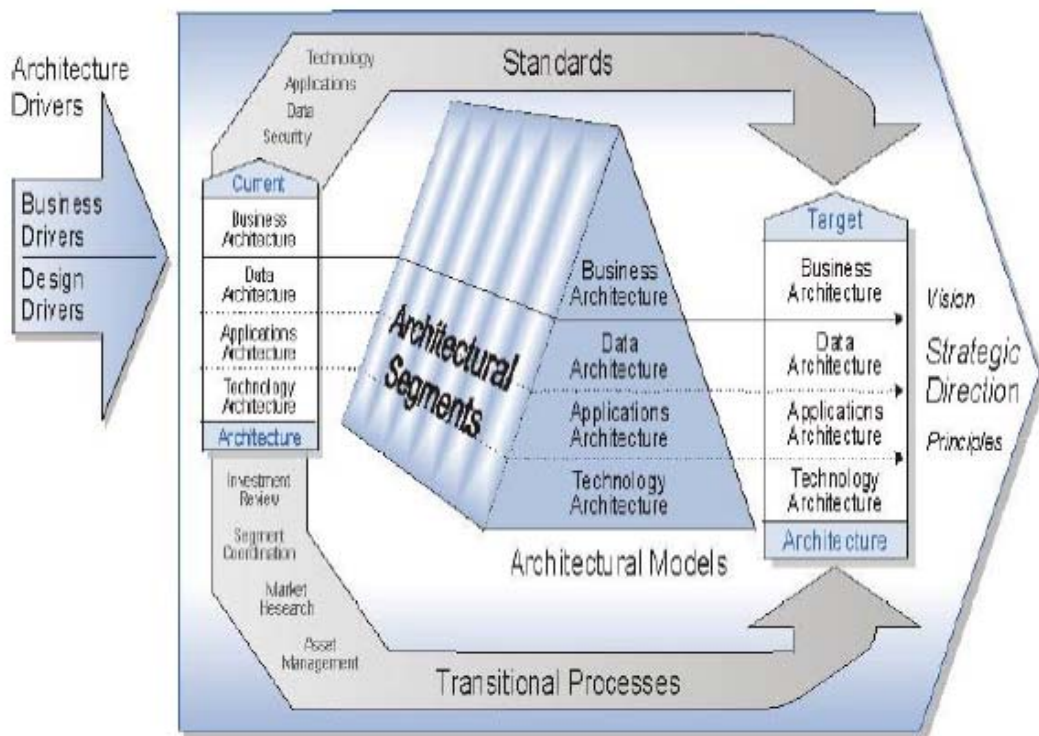 Architecture
Drivers
Business
Drivers
Design
Drivers
Technology
Applications
Data
Security
Standards
Current
Business
Architecture
Data
Architecture
Applications
Architecture
Technology
Architecture
Architecture
Investment
Review
Segment
Coordination
Market
Research
Asset
Management
Transitional Processes
Architectural
Segments
Business
Architecture
Data
Architecture
Applications
Architecture
Technology
Architecture
Architectural Models
Target
Business
Architecture
Data
Architecture
Applications
Architecture
Technology
Architecture
Architecture
Vision
Strategic
Direction
Principles